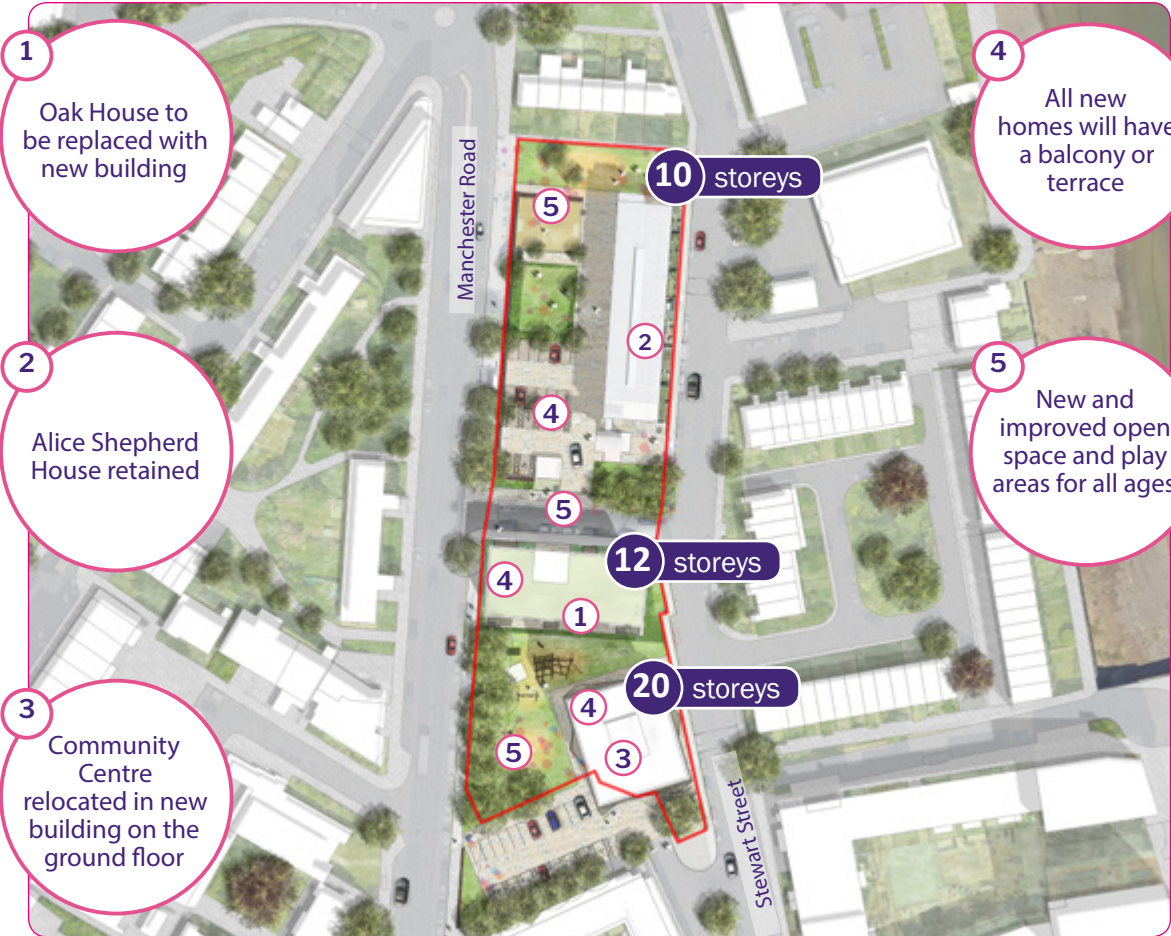 1
Oak House to
be replaced with
new building
2
Alice Shepherd
House retained
3
Community
Centre
relocated in new
building on the
ground floor
4
All new
homes will have
a balcony or
terrace
5
New and
improved open
space and play
areas for all ages
Manchester Road
10 storeys
5
2
4
5
12 storeys
4
1
20 storeys
4
5
3
Stewart Street